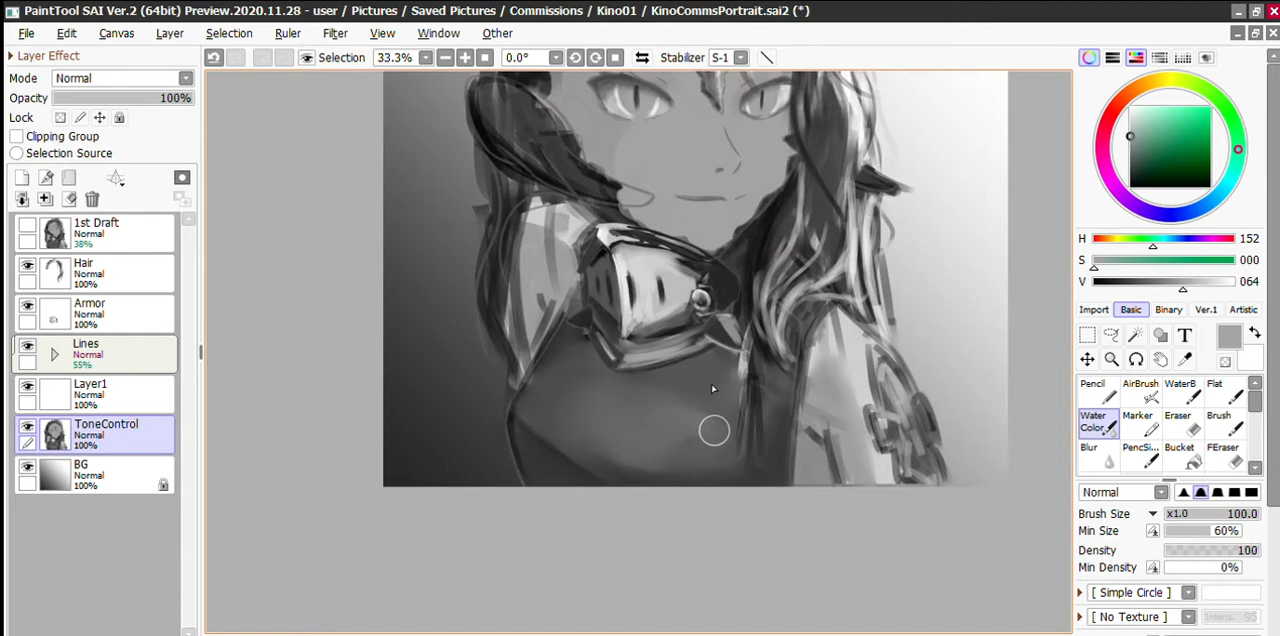 PaintTool SAI Ver.2 (64bit) Preview.2020.11.28 - user / Pictures / Saved Pictures / Commissions / Kino01 / KinoCommsPortrait.sai2 (*)
File Edit Canvas Layer Selection Ruler Filter View Window Other
Layer Effect
Selection 33.3% 0.0° Stabilizer S-1
Mode Normal
Opacity 100%
Lock
Clipping Group
Selection Source
1st Draft
Normal
38%
Hair
Normal
100%
Armor
Normal
100%
Lines
Normal
55%
Layer1
Normal
100%
ToneControl
Normal
100%
BG
Normal
100%
H 152
S 000
V 064
Import Basic Binary Ver.1 Artistic
T
Pencil AirBrush WaterB Flat
Water Color Marker Eraser Brush
Blur PencSi... Bucket FEraser
Normal
Brush Size x1.0 100.0
Min Size 60%
Density 100
Min Density 0%
[ Simple Circle ]
[ No Texture ] Intens. 95